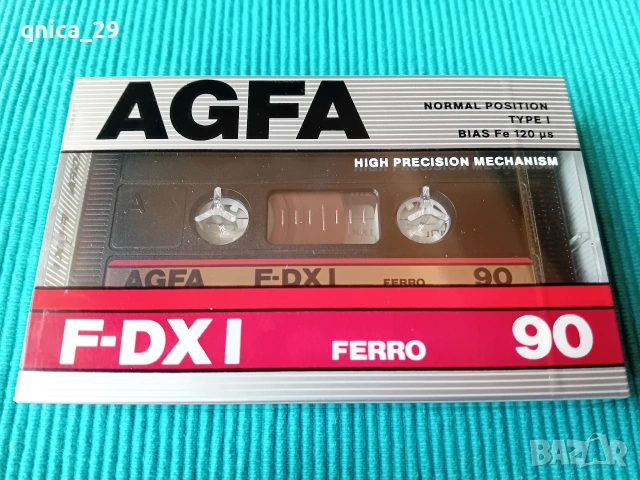 qnica_29
AGFA
NORMAL POSITION
TYPE I
BIAS Fe 120 µs
HIGH PRECISION MECHANISM
A
AGFA F-DX I FERRO 90
F-DX I FERRO 90
BAZAR